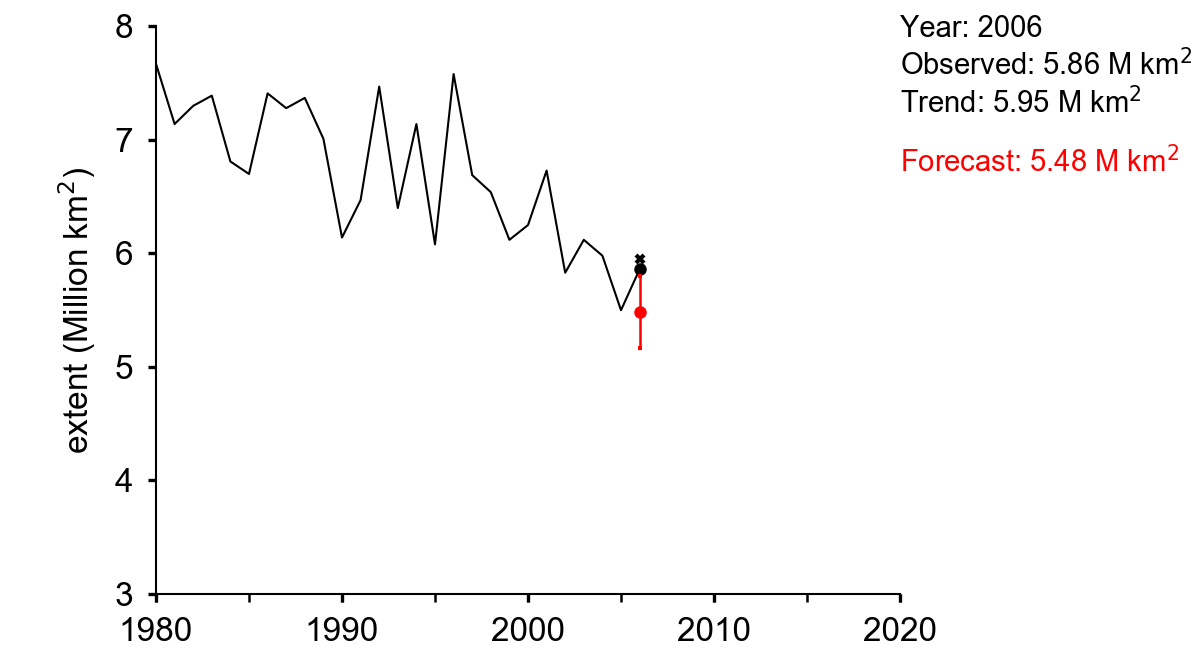 Year: 2006
Observed: 5.86 M km²
Trend: 5.95 M km²
Forecast: 5.48 M km²
extent (Million km²)
8
7
6
5
4
3
1980 1990 2000 2010 2020